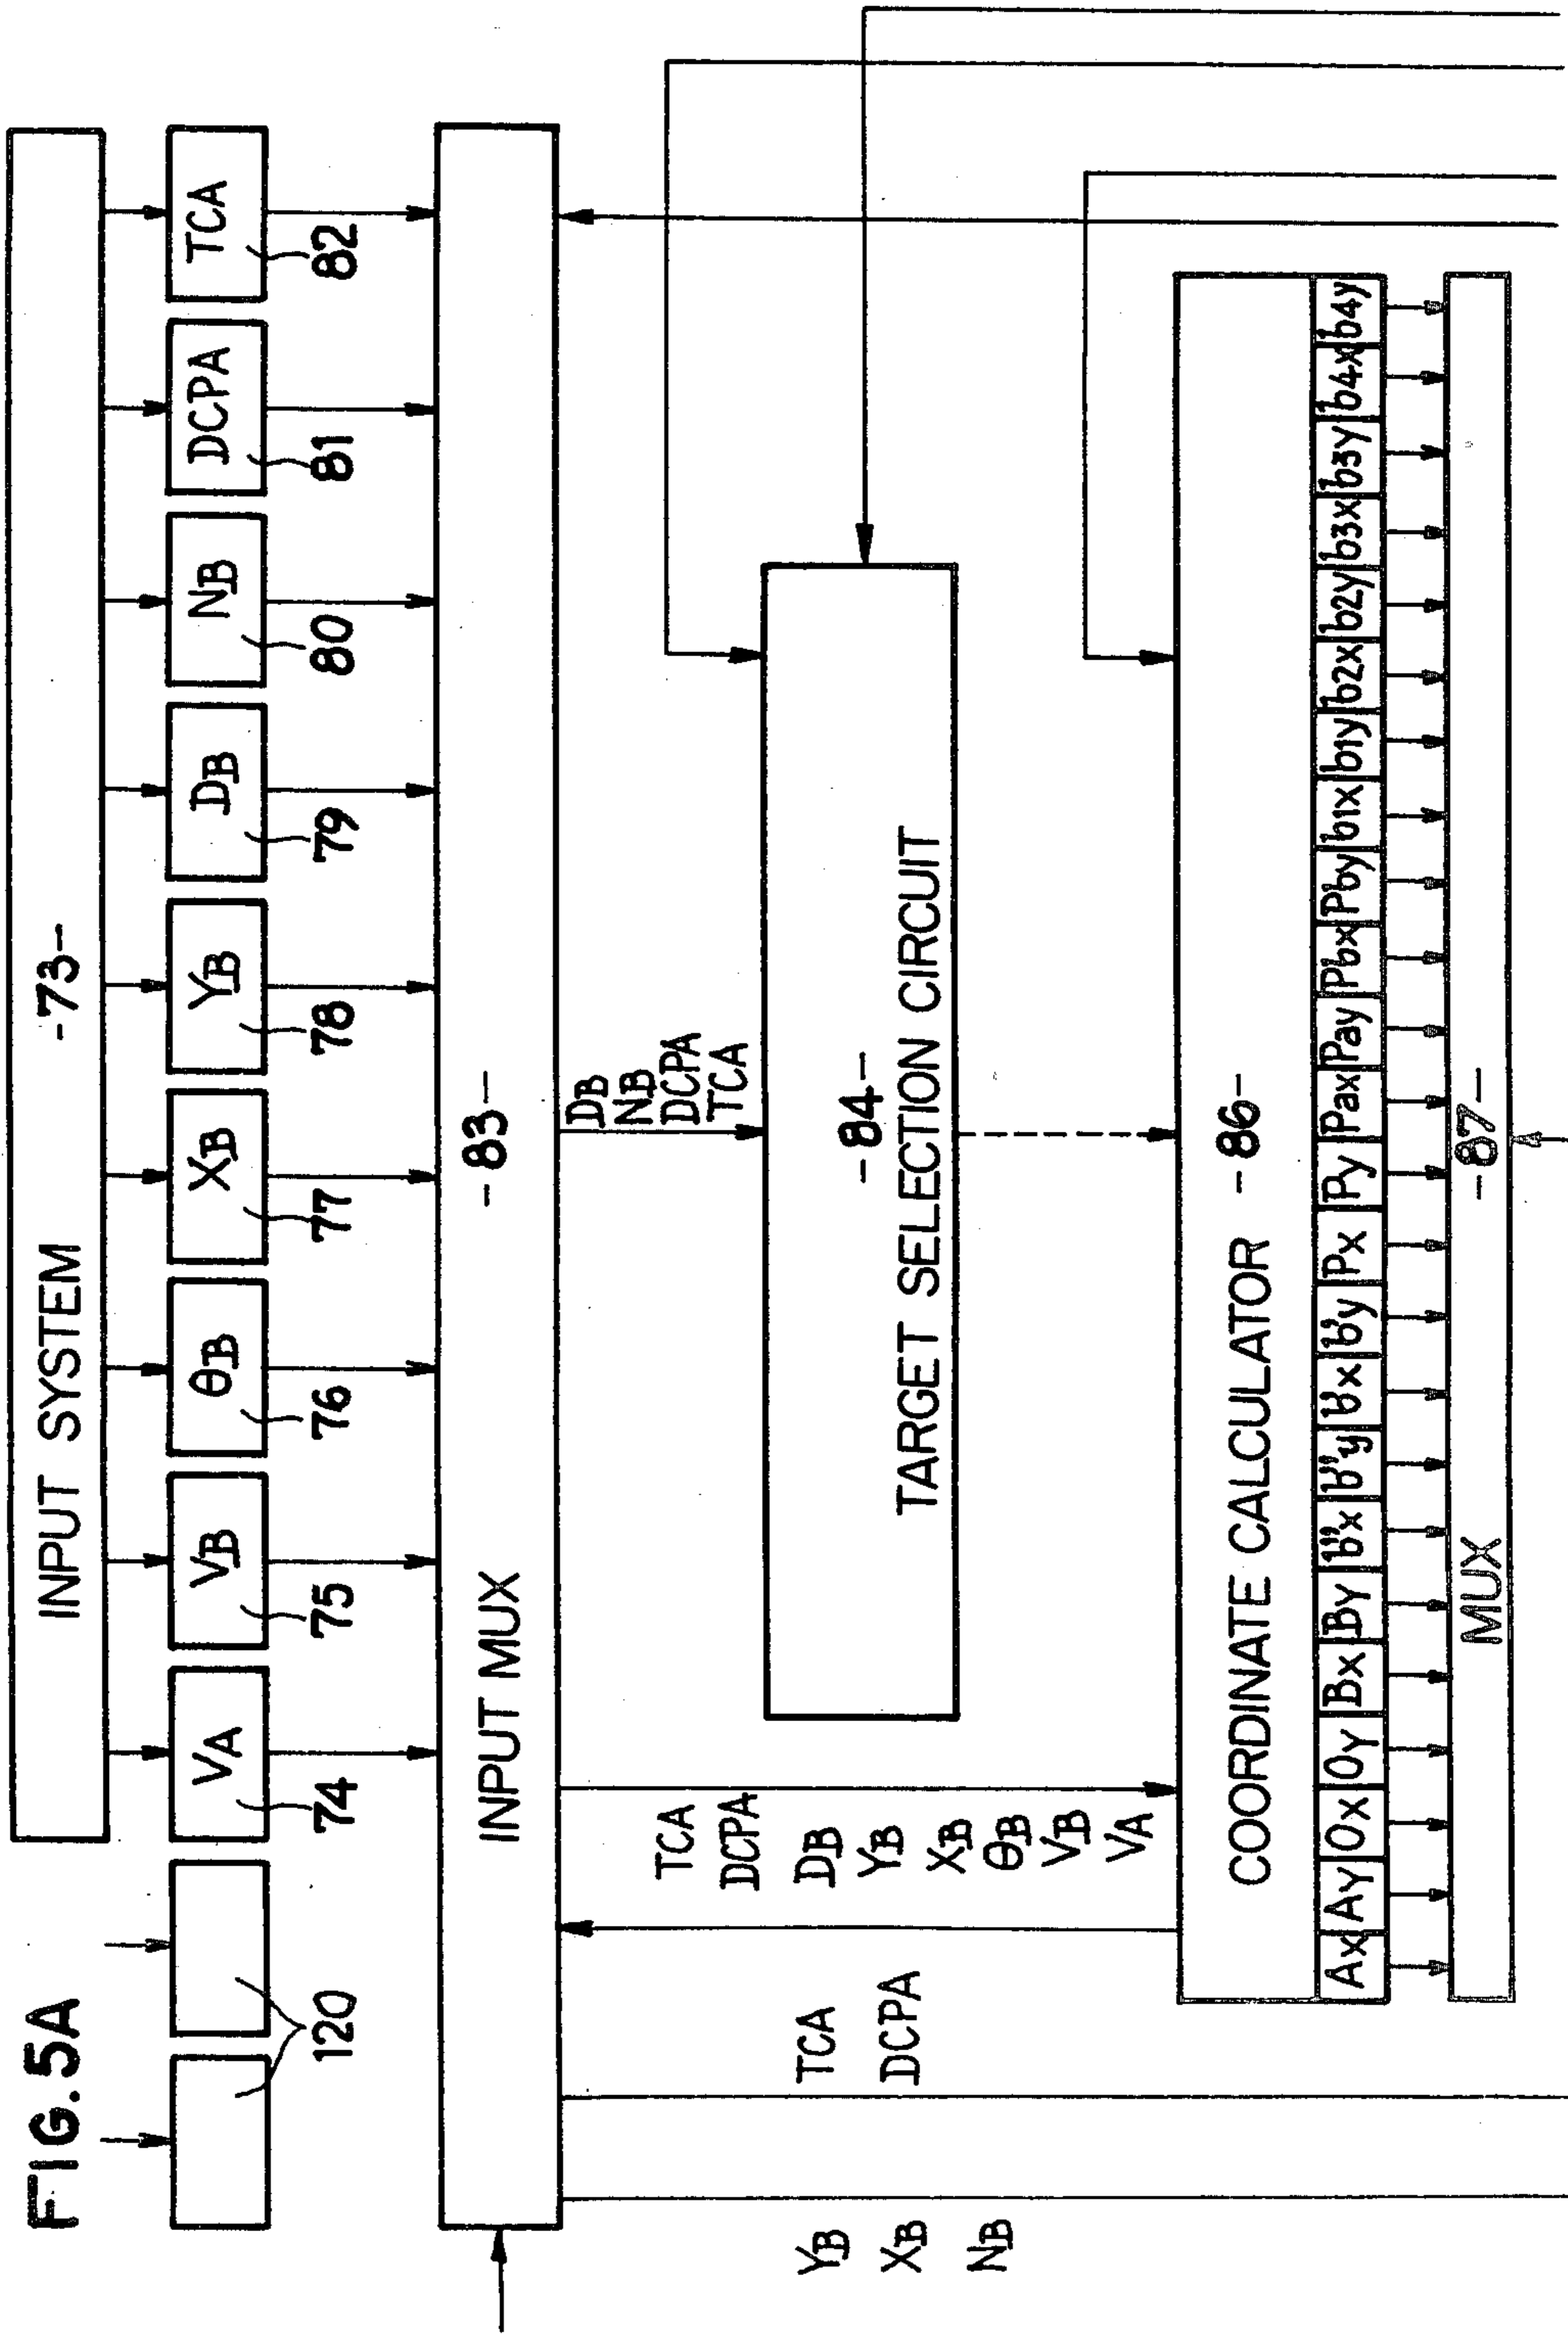 FIG. 5A
INPUT SYSTEM -73-
VA VB θB XB YB DB NB DCPA TCA
120 74 75 76 77 78 79 80 81 82
INPUT MUX -83-
DB
NB
DCPA
TCA
-84-
TARGET SELECTION CIRCUIT
TCA
DCPA
DB
YB
XB
θB
VB
VA
TCA
DCPA
YB
XB
NB
COORDINATE CALCULATOR -86-
Ax Ay Ox Oy Bx By b"x b"y b'x b'y Px Py Pax Pay Pbx Pby b1x b1y b2x b2y b3x b3y b4x b4y
MUX -87-